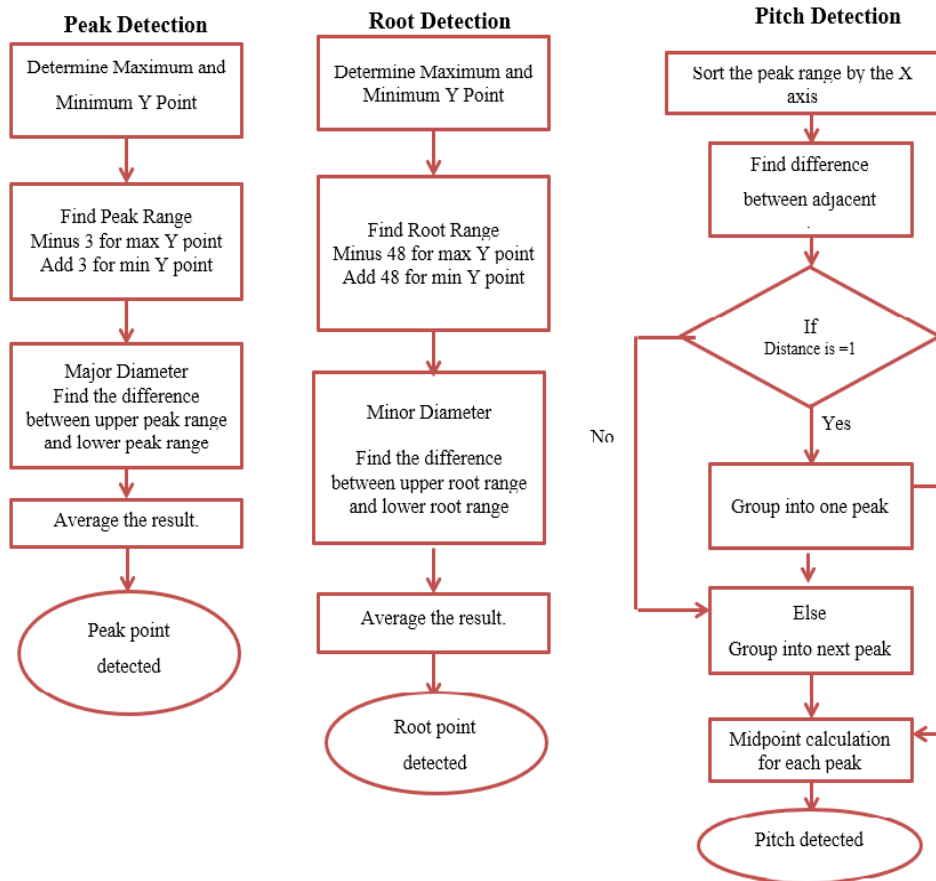 Peak Detection
Determine Maximum and
Minimum Y Point
Find Peak Range
Minus 3 for max Y point
Add 3 for min Y point
Major Diameter
Find the difference
between upper peak range
and lower peak range
Average the result.
Peak point
detected
Root Detection
Determine Maximum and
Minimum Y Point
Find Root Range
Minus 48 for max Y point
Add 48 for min Y point
Minor Diameter
Find the difference
between upper root range
and lower root range
Average the result.
Root point
detected
Pitch Detection
Sort the peak range by the X
axis
Find difference
between adjacent
.
If
Distance is =1
Yes
No
Group into one peak
Else
Group into next peak
Midpoint calculation
for each peak
Pitch detected